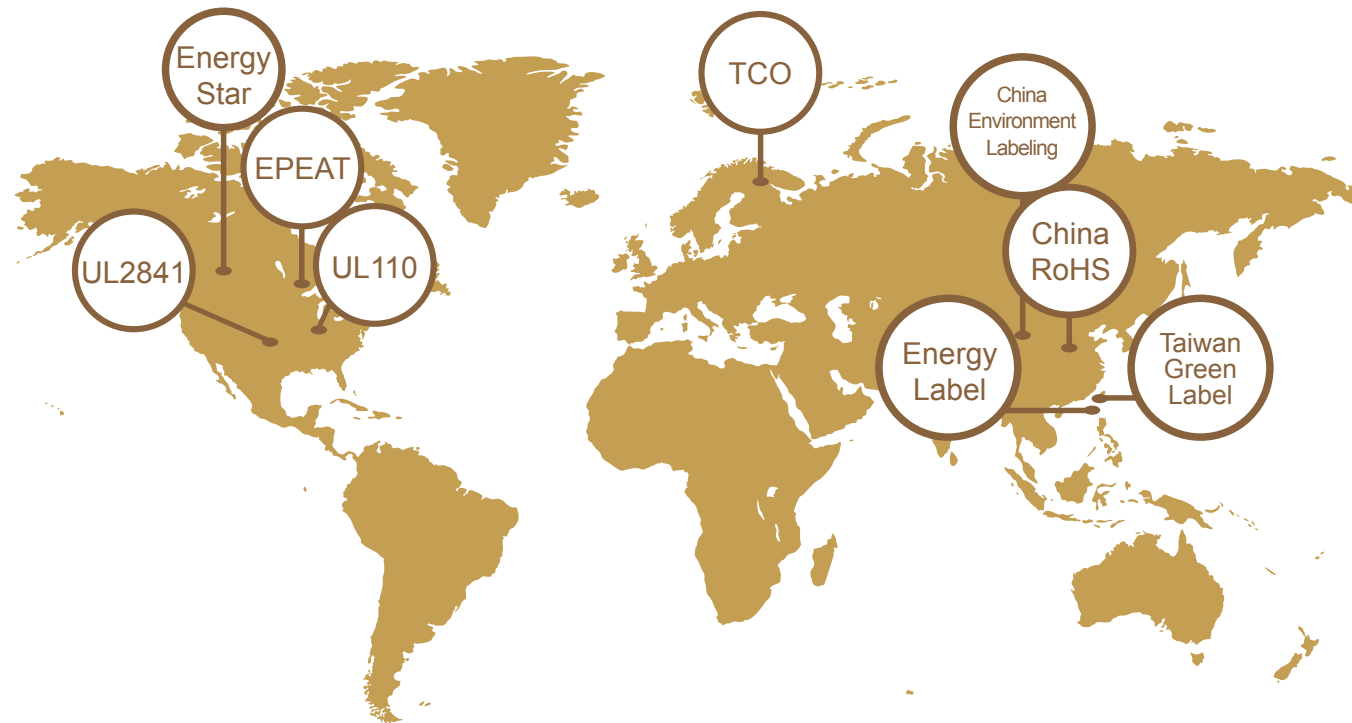 Energy
Star
EPEAT
UL2841
UL110
TCO
China
Environment
Labeling
China
RoHS
Energy
Label
Taiwan
Green
Label